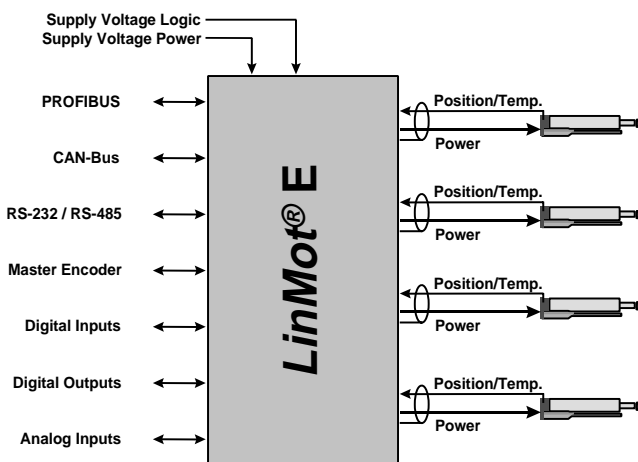 Supply Voltage Logic
Supply Voltage Power
PROFIBUS
CAN-Bus
RS-232 / RS-485
Master Encoder
Digital Inputs
Digital Outputs
Analog Inputs
LinMot® E
Position/Temp.
Power
Position/Temp.
Power
Position/Temp.
Power
Position/Temp.
Power